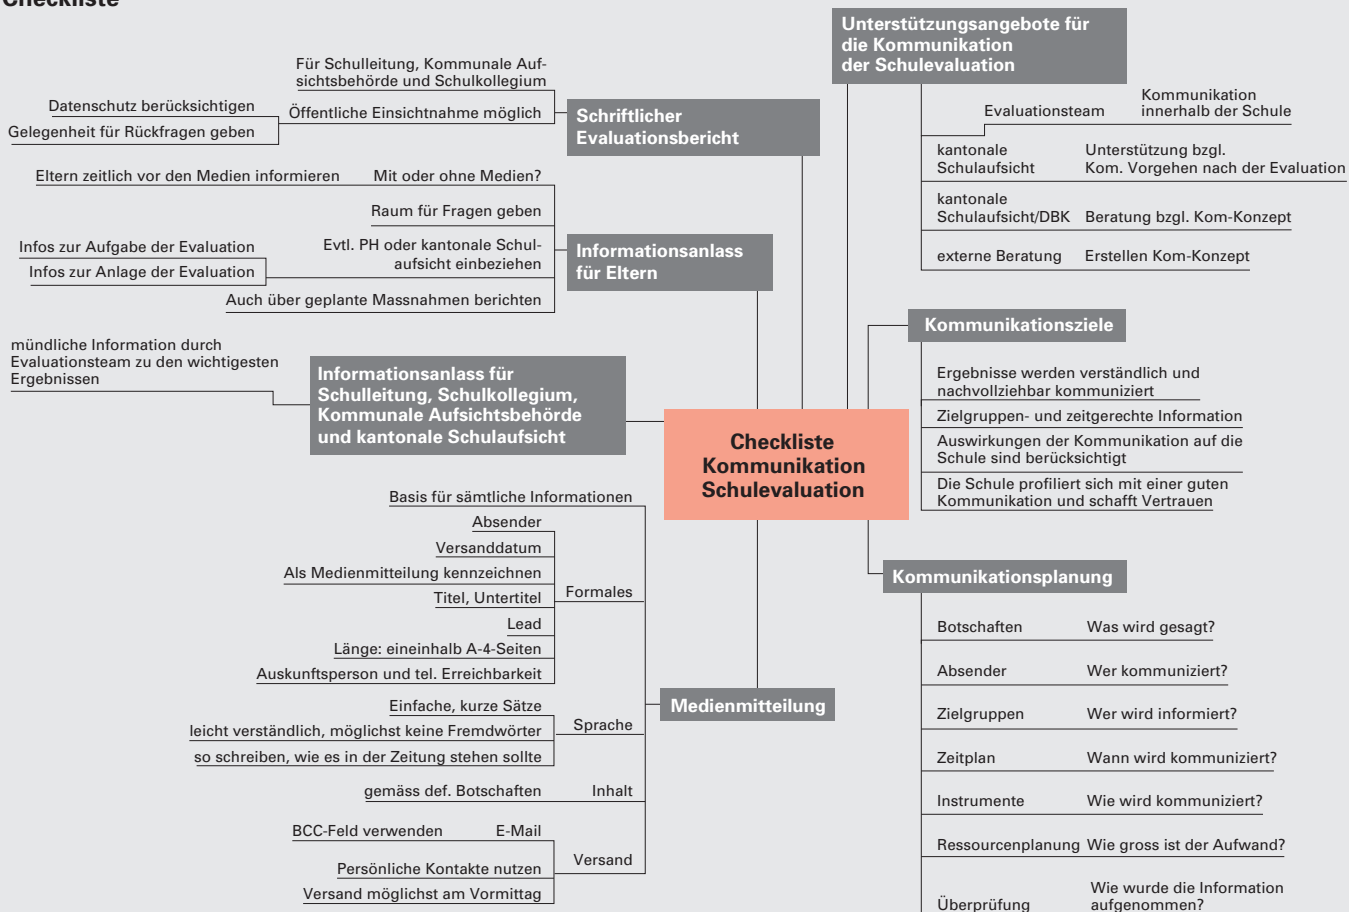 Checkliste
Unterstützungsangebote für
die Kommunikation
der Schulevaluation
Evaluationsteam
Kommunikation
innerhalb der Schule
kantonale
Schulaufsicht
Unterstützung bzgl.
Kom. Vorgehen nach der Evaluation
kantonale
Schulaufsicht/DBK
Beratung bzgl. Kom-Konzept
externe Beratung
Erstellen Kom-Konzept
Schriftlicher
Evaluationsbericht
Für Schulleitung, Kommunale Auf-
sichtsbehörde und Schulkollegium
Öffentliche Einsichtnahme möglich
Datenschutz berücksichtigen
Gelegenheit für Rückfragen geben
Informationsanlass
für Eltern
Mit oder ohne Medien?
Eltern zeitlich vor den Medien informieren
Raum für Fragen geben
Evtl. PH oder kantonale Schul-
aufsicht einbeziehen
Infos zur Aufgabe der Evaluation
Infos zur Anlage der Evaluation
Auch über geplante Massnahmen berichten
Informationsanlass für
Schulleitung, Schulkollegium,
Kommunale Aufsichtsbehörde
und kantonale Schulaufsicht
mündliche Information durch
Evaluationsteam zu den wichtigesten
Ergebnissen
Checkliste
Kommunikation
Schulevaluation
Kommunikationsziele
Ergebnisse werden verständlich und
nachvollziehbar kommuniziert
Zielgruppen- und zeitgerechte Information
Auswirkungen der Kommunikation auf die
Schule sind berücksichtigt
Die Schule profiliert sich mit einer guten
Kommunikation und schafft Vertrauen
Medienmitteilung
Basis für sämtliche Informationen
Formales
Absender
Versanddatum
Als Medienmitteilung kennzeichnen
Titel, Untertitel
Lead
Länge: eineinhalb A-4-Seiten
Auskunftsperson und tel. Erreichbarkeit
Sprache
Einfache, kurze Sätze
leicht verständlich, möglichst keine Fremdwörter
so schreiben, wie es in der Zeitung stehen sollte
Inhalt
gemäss def. Botschaften
Versand
E-Mail
BCC-Feld verwenden
Persönliche Kontakte nutzen
Versand möglichst am Vormittag
Kommunikationsplanung
Botschaften
Was wird gesagt?
Absender
Wer kommuniziert?
Zielgruppen
Wer wird informiert?
Zeitplan
Wann wird kommuniziert?
Instrumente
Wie wird kommuniziert?
Ressourcenplanung
Wie gross ist der Aufwand?
Überprüfung
Wie wurde die Information
aufgenommen?